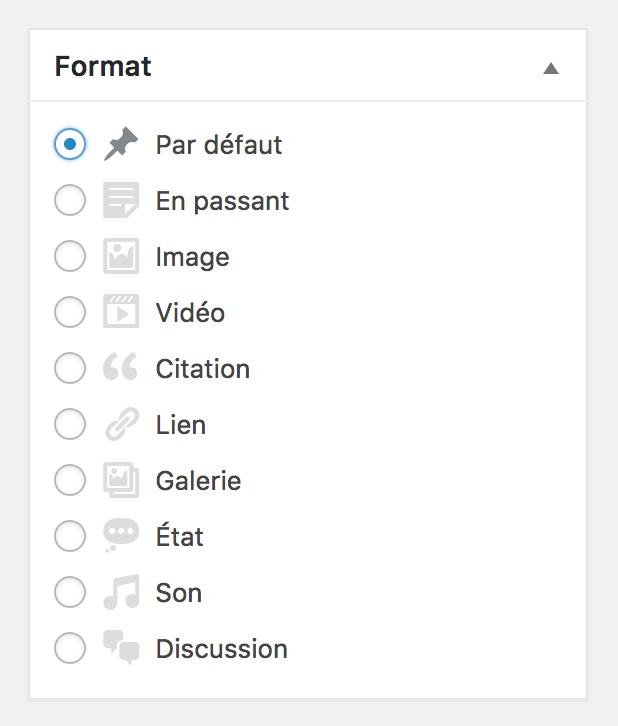 Format
Par défaut
En passant
Image
Vidéo
Citation
Lien
Galerie
État
Son
Discussion